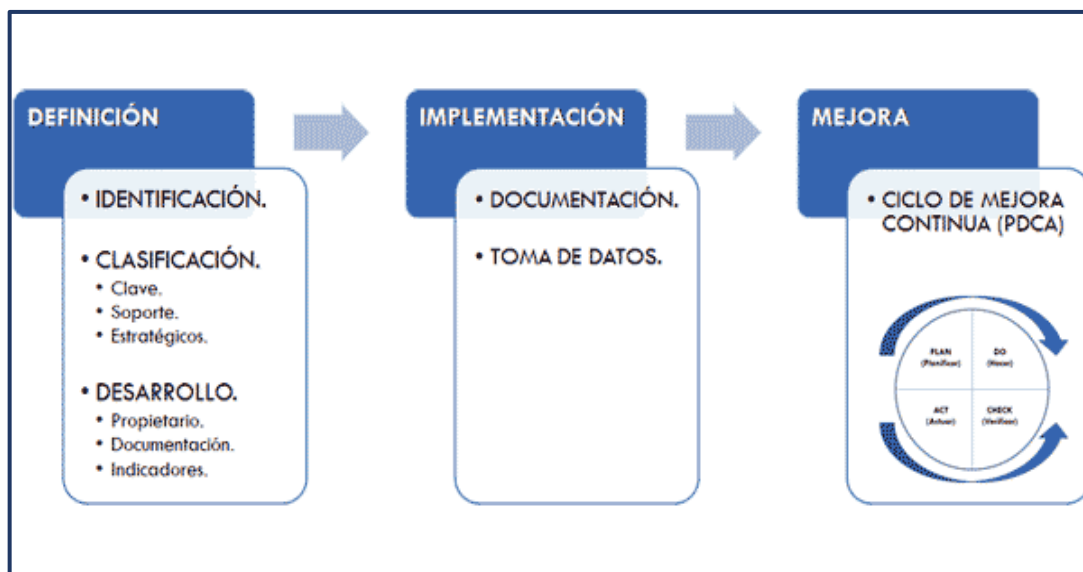 DEFINICIÓN
• IDENTIFICACIÓN.
• CLASIFICACIÓN.
• Clave.
• Soporte.
• Estratégicos.
• DESARROLLO.
• Propietario.
• Documentación.
• Indicadores.
IMPLEMENTACIÓN
• DOCUMENTACIÓN.
• TOMA DE DATOS.
MEJORA
• CICLO DE MEJORA
CONTINUA (PDCA)
PLAN
(Planificar)
DO
(Hacer)
ACT
(Actuar)
CHECK
(Verificar)